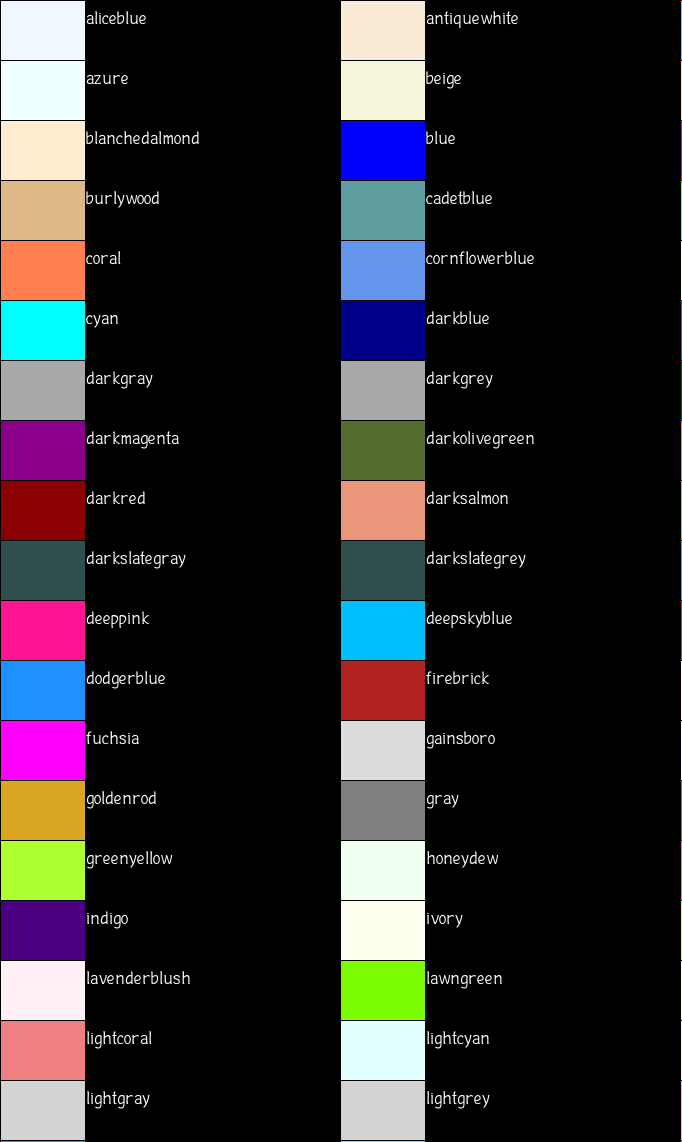 aliceblue antiquewhite
azure beige
blanchedalmond blue
burlywood cadetblue
coral cornflowerblue
cyan darkblue
darkgray darkgrey
darkmagenta darkolivegreen
darkred darksalmon
darkslategray darkslategrey
deeppink deepskyblue
dodgerblue firebrick
fuchsia gainsboro
goldenrod gray
greenyellow honeydew
indigo ivory
lavenderblush lawngreen
lightcoral lightcyan
lightgray lightgrey